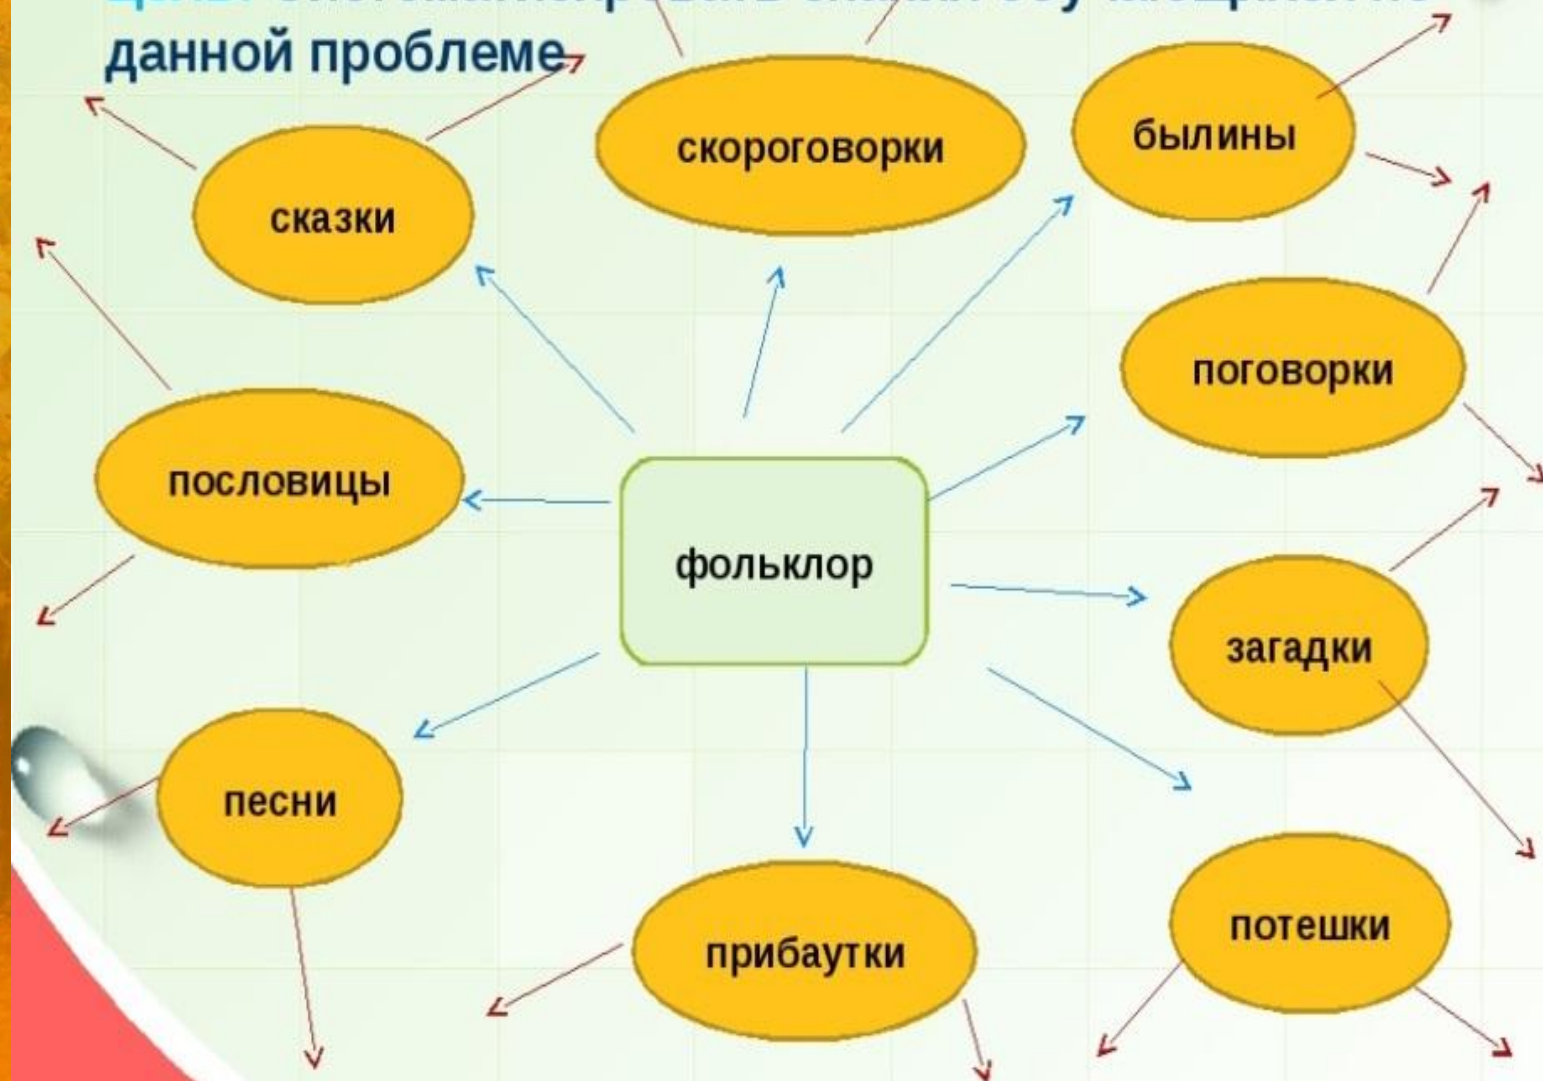 данной проблеме
скороговорки
былины
сказки
поговорки
пословицы
фольклор
загадки
песни
потешки
прибаутки